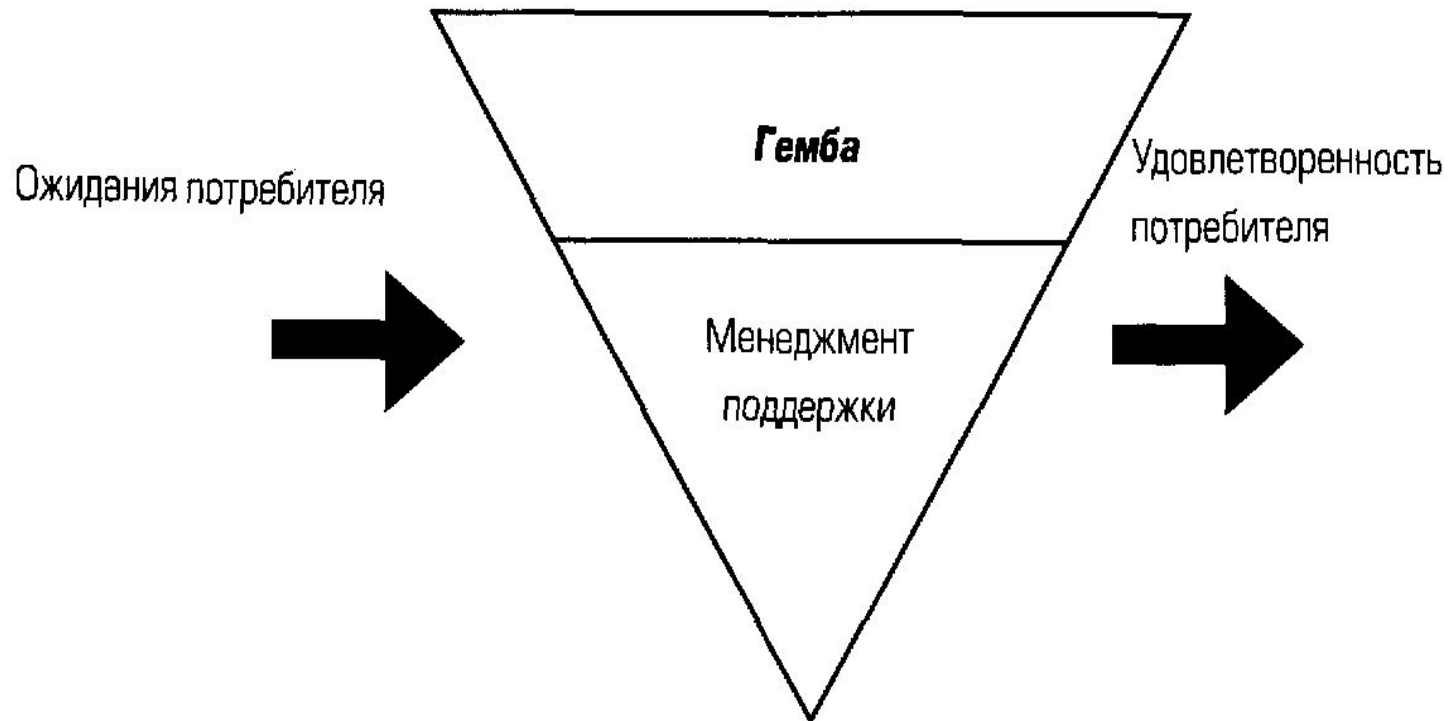 Гемба
Ожидания потребителя
Удовлетворенность
потребителя
Менеджмент
поддержки